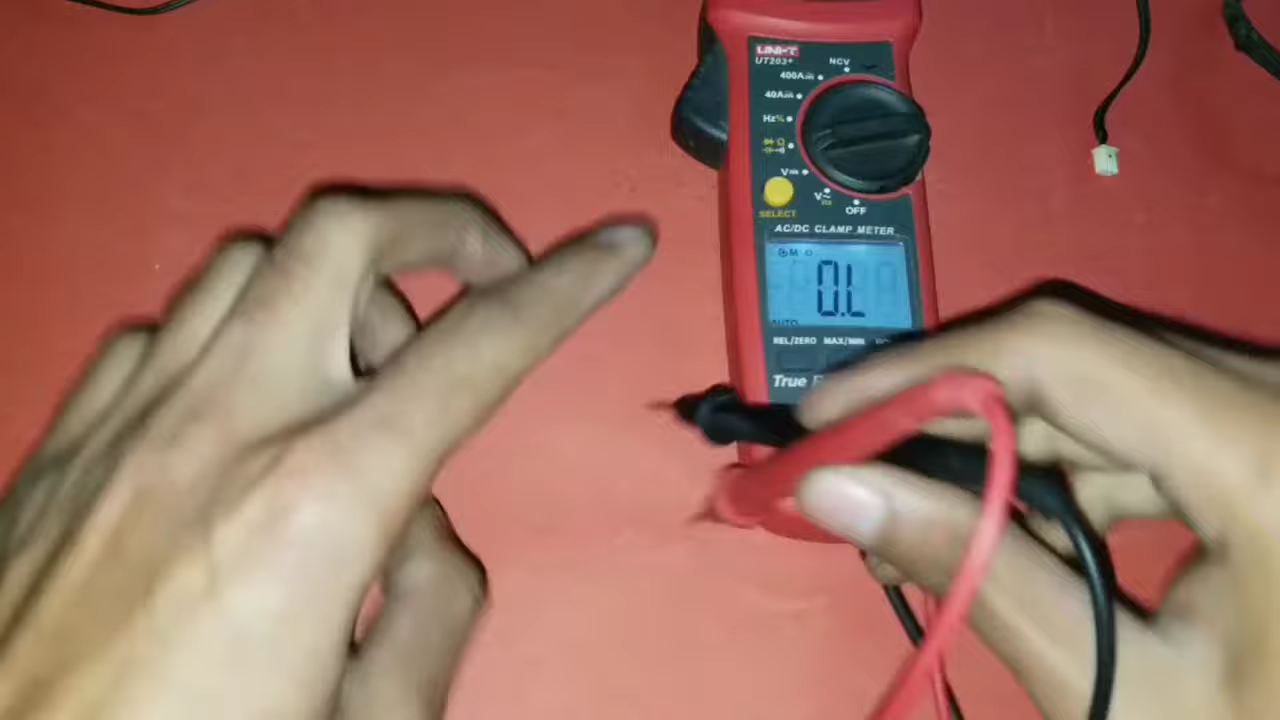 UNI-T
UT203+
NCV
400A
40A
Hz%
Ω
V
V~
Hz
OFF
SELECT
AC/DC CLAMP METER
M Ω
0.L
AUTO
REL/ZERO MAX/MIN
True